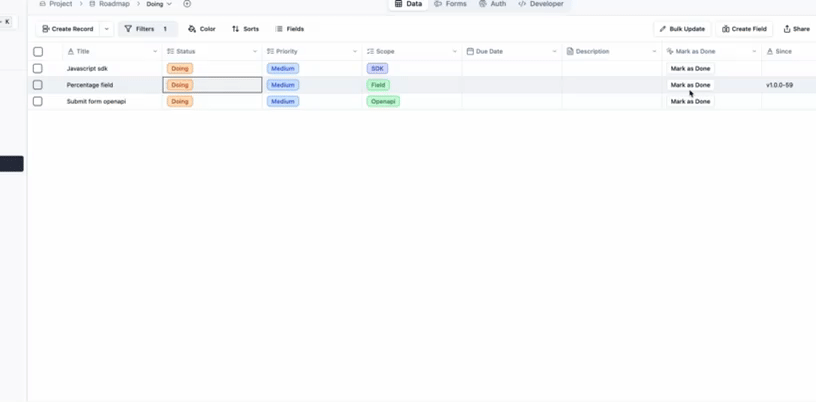 K
Project > Roadmap > Doing
Data Forms Auth Developer
Create Record Filters 1 Color Sorts Fields Bulk Update Create Field Share
Title Status Priority Scope Due Date Description Mark as Done Since
Javascript sdk Doing Medium SDK Mark as Done
Percentage field Doing Medium Field Mark as Done v1.0.0-59
Submit form openapi Doing Medium Openapi Mark as Done